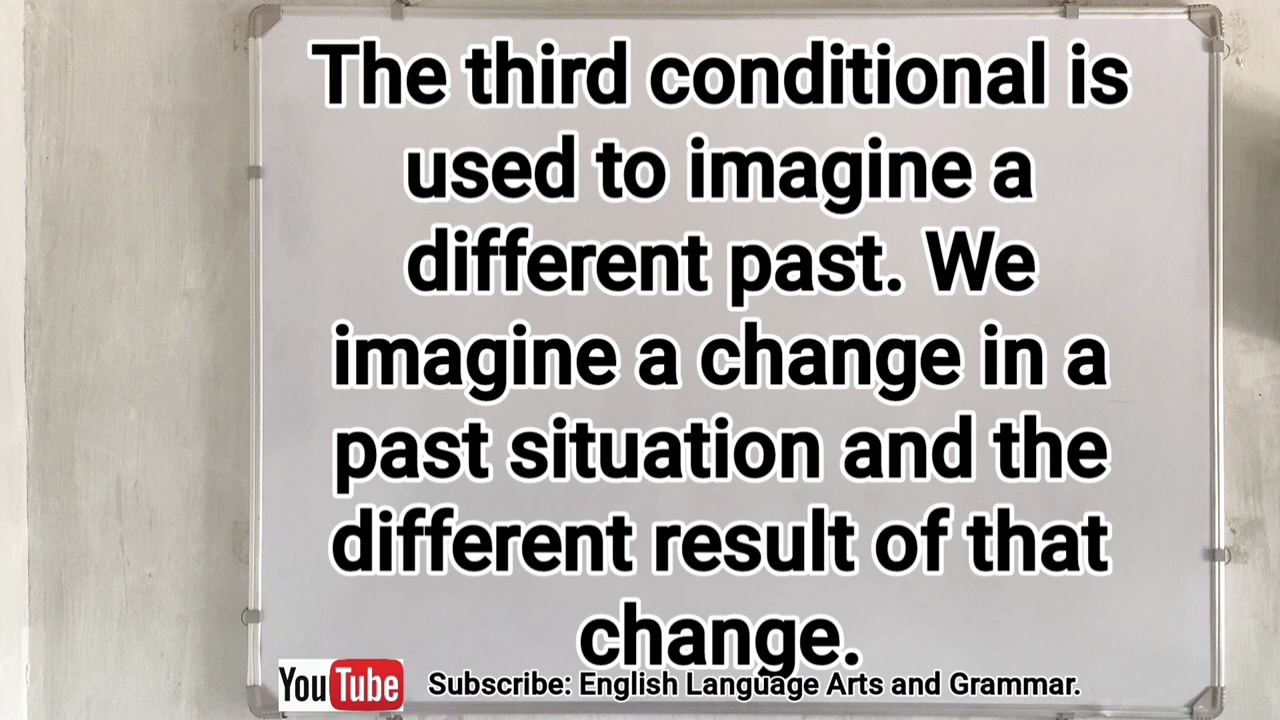 The third conditional is
used to imagine a
different past. We
imagine a change in a
past situation and the
different result of that
change.
YouTube
Subscribe: English Language Arts and Grammar.